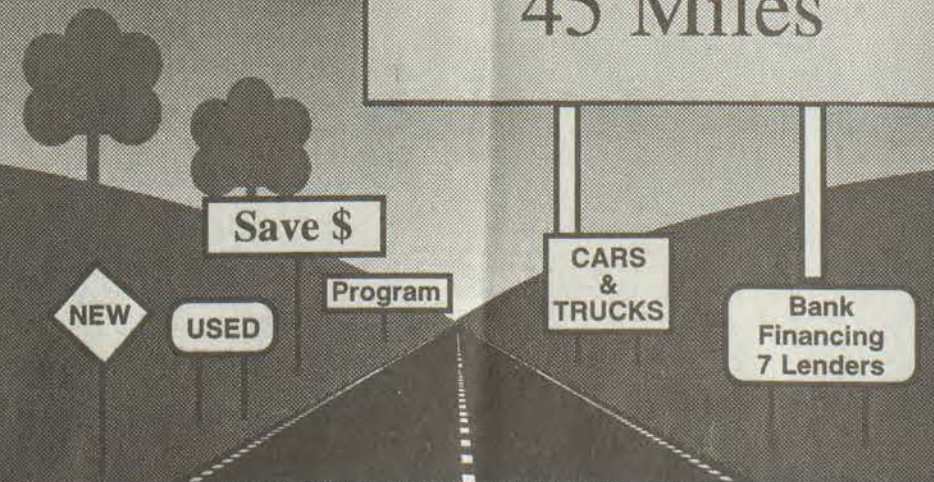 45 Miles
Save $
Program
NEW
USED
CARS
&
TRUCKS
Bank
Financing
7 Lenders